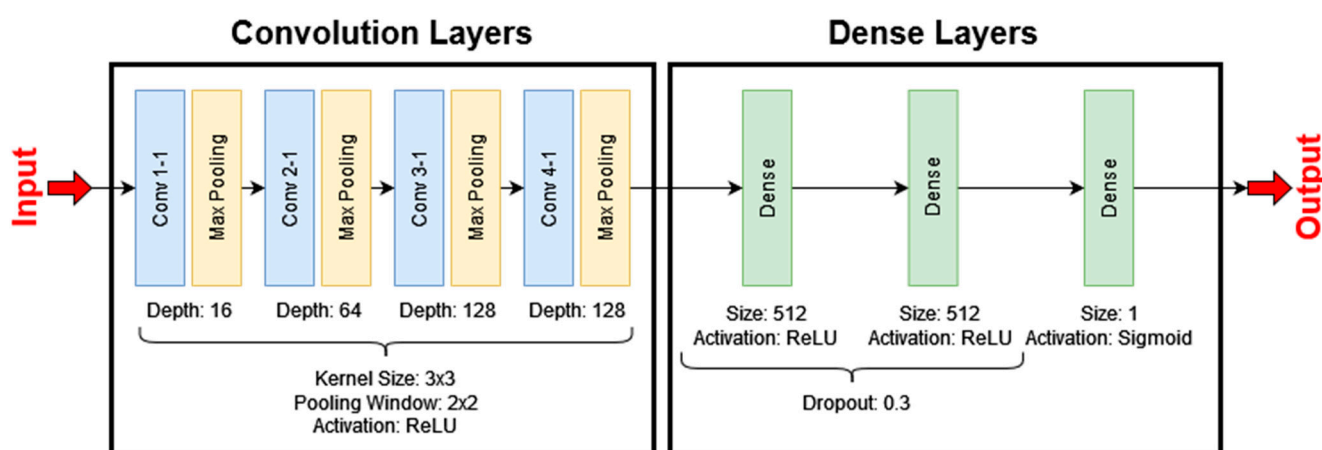 Convolution Layers
Dense Layers
Input
Conv 1-1
Max Pooling
Conv 2-1
Max Pooling
Conv 3-1
Max Pooling
Conv 4-1
Max Pooling
Dense
Dense
Dense
Output
Depth: 16
Depth: 64
Depth: 128
Depth: 128
Kernel Size: 3x3
Pooling Window: 2x2
Activation: ReLU
Size: 512
Activation: ReLU
Size: 512
Activation: ReLU
Size: 1
Activation: Sigmoid
Dropout: 0.3